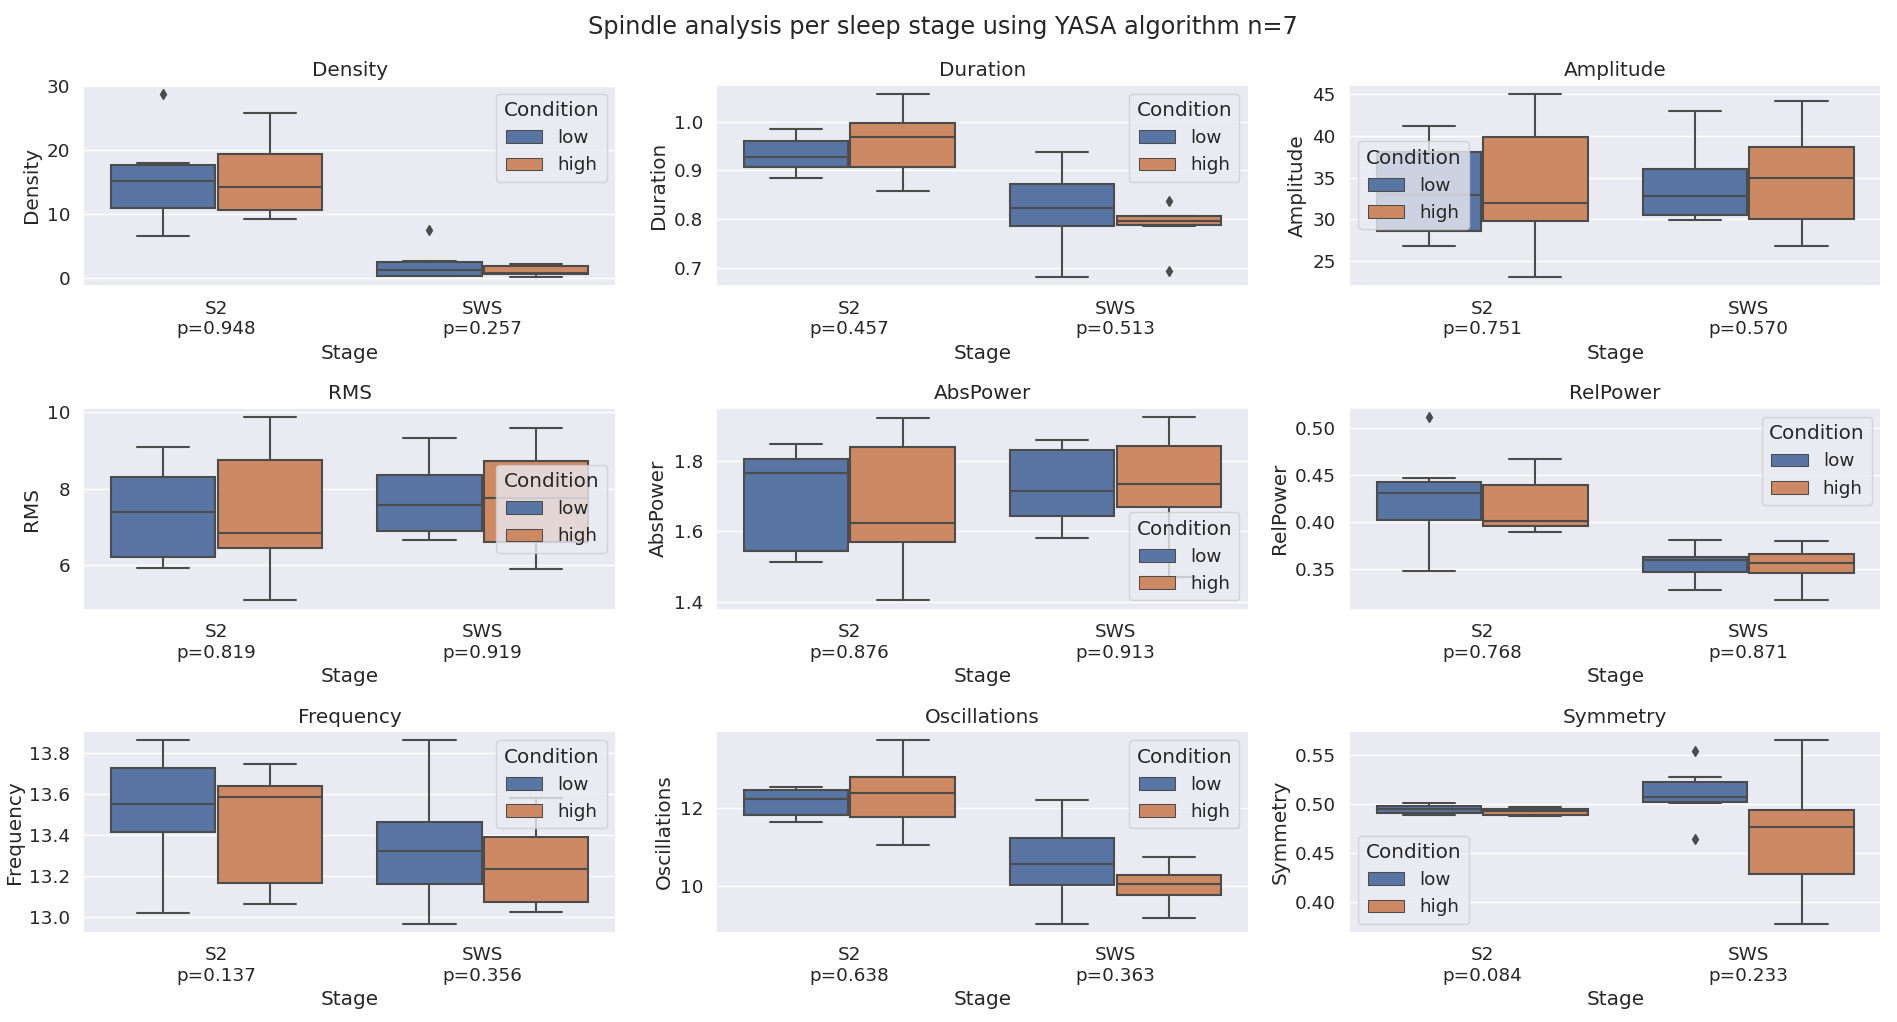 Spindle analysis per sleep stage using YASA algorithm n=7
Density
Density
30
20
10
0
Condition
low
high
S2
p=0.948
SWS
p=0.257
Stage
Duration
Duration
1.0
0.9
0.8
0.7
Condition
low
high
S2
p=0.457
SWS
p=0.513
Stage
Amplitude
Amplitude
45
40
35
30
25
Condition
low
high
S2
p=0.751
SWS
p=0.570
Stage
RMS
RMS
10
8
6
Condition
low
high
S2
p=0.819
SWS
p=0.919
Stage
AbsPower
AbsPower
1.8
1.6
1.4
Condition
low
high
S2
p=0.876
SWS
p=0.913
Stage
RelPower
RelPower
0.50
0.45
0.40
0.35
Condition
low
high
S2
p=0.768
SWS
p=0.871
Stage
Frequency
Frequency
13.8
13.6
13.4
13.2
13.0
Condition
low
high
S2
p=0.137
SWS
p=0.356
Stage
Oscillations
Oscillations
12
10
Condition
low
high
S2
p=0.638
SWS
p=0.363
Stage
Symmetry
Symmetry
0.55
0.50
0.45
0.40
Condition
low
high
S2
p=0.084
SWS
p=0.233
Stage